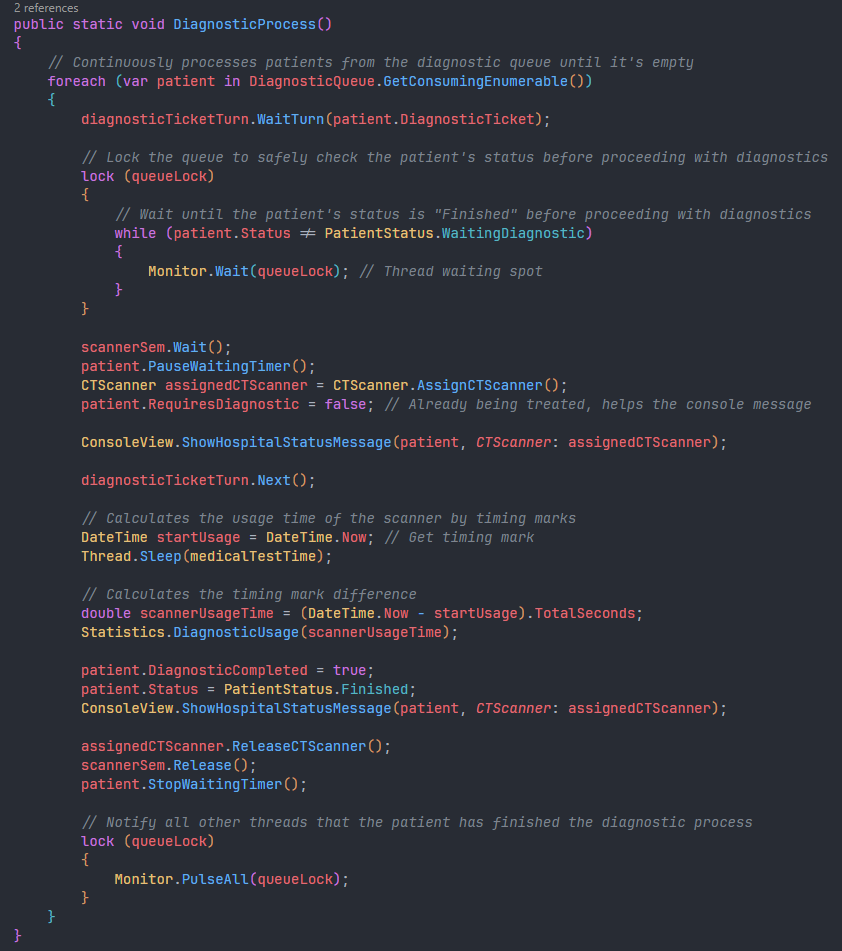 2 references
public static void DiagnosticProcess()
{
    // Continuously processes patients from the diagnostic queue until it's empty
    foreach (var patient in DiagnosticQueue.GetConsumingEnumerable())
    {
        diagnosticTicketTurn.WaitTurn(patient.DiagnosticTicket);

        // Lock the queue to safely check the patient's status before proceeding with diagnostics
        lock (queueLock)
        {
            // Wait until the patient's status is "Finished" before proceeding with diagnostics
            while (patient.Status != PatientStatus.WaitingDiagnostic)
            {
                Monitor.Wait(queueLock); // Thread waiting spot
            }
        }

        scannerSem.Wait();
        patient.PauseWaitingTimer();
        CTScanner assignedCTScanner = CTScanner.AssignCTScanner();
        patient.RequiresDiagnostic = false; // Already being treated, helps the console message

        ConsoleView.ShowHospitalStatusMessage(patient, CTScanner: assignedCTScanner);

        diagnosticTicketTurn.Next();

        // Calculates the usage time of the scanner by timing marks
        DateTime startUsage = DateTime.Now; // Get timing mark
        Thread.Sleep(medicalTestTime);

        // Calculates the timing mark difference
        double scannerUsageTime = (DateTime.Now - startUsage).TotalSeconds;
        Statistics.DiagnosticUsage(scannerUsageTime);

        patient.DiagnosticCompleted = true;
        patient.Status = PatientStatus.Finished;
        ConsoleView.ShowHospitalStatusMessage(patient, CTScanner: assignedCTScanner);

        assignedCTScanner.ReleaseCTScanner();
        scannerSem.Release();
        patient.StopWaitingTimer();

        // Notify all other threads that the patient has finished the diagnostic process
        lock (queueLock)
        {
            Monitor.PulseAll(queueLock);
        }
    }
}